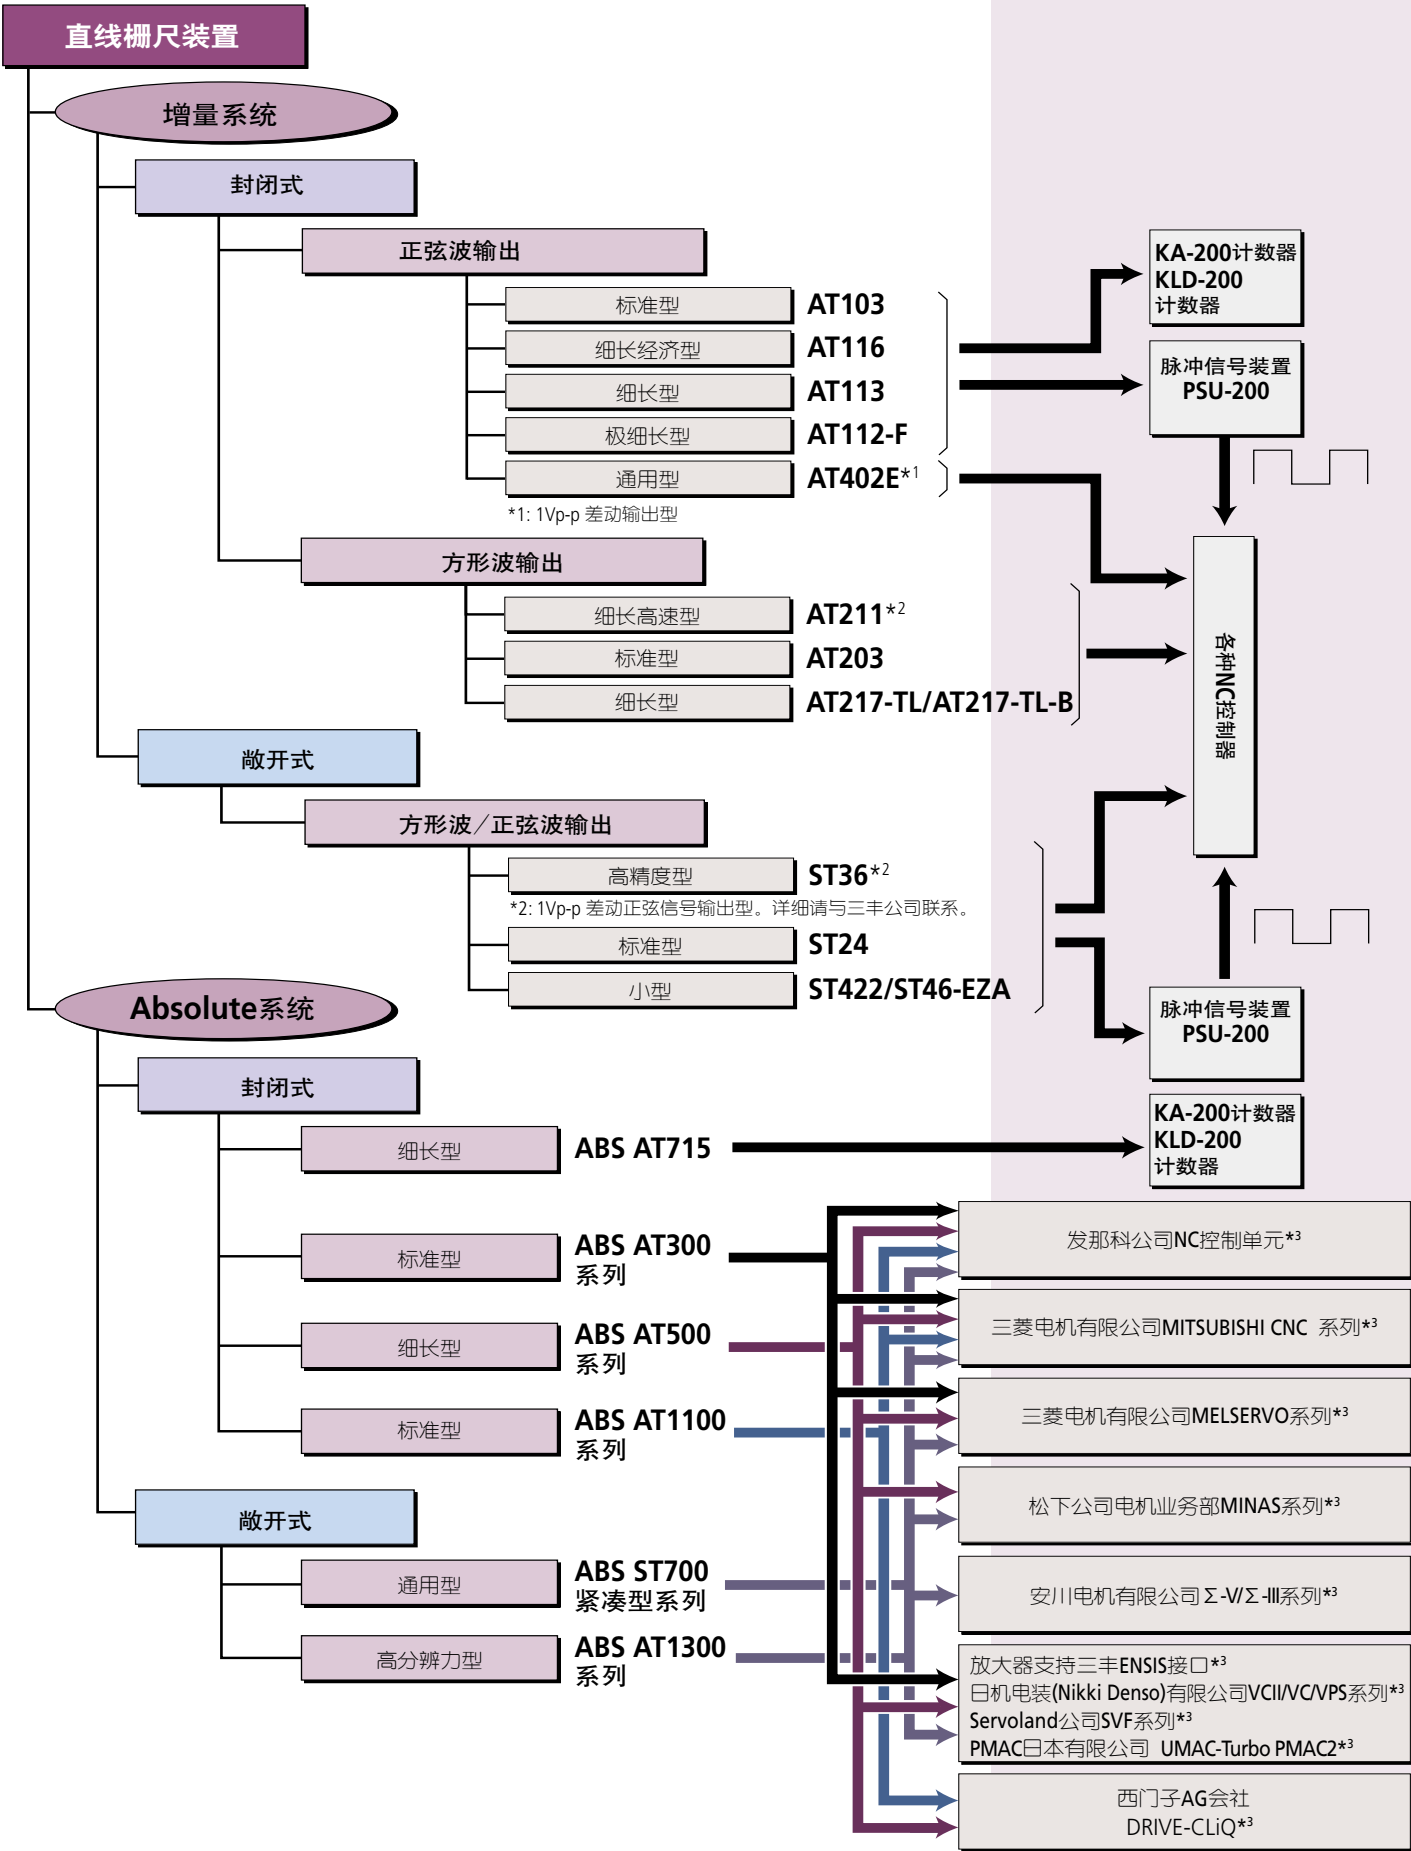 直线栅尺装置
增量系统
封闭式
正弦波输出
标准型 AT103
细长经济型 AT116
细长型 AT113
极细长型 AT112-F
通用型 AT402E*1
*1: 1Vp-p 差动输出型
KA-200计数器
KLD-200
计数器
脉冲信号装置
PSU-200
方形波输出
细长高速型 AT211*2
标准型 AT203
细长型 AT217-TL/AT217-TL-B
各种NC控制器
敞开式
方形波/正弦波输出
高精度型 ST36*2
*2: 1Vp-p 差动正弦信号输出型。详细请与三丰公司联系。
标准型 ST24
小型 ST422/ST46-EZA
脉冲信号装置
PSU-200
Absolute系统
封闭式
细长型 ABS AT715
KA-200计数器
KLD-200
计数器
标准型 ABS AT300
系列
细长型 ABS AT500
系列
标准型 ABS AT1100
系列
敞开式
通用型 ABS ST700
紧凑型系列
高分辨力型 ABS AT1300
系列
发那科公司NC控制单元*3
三菱电机有限公司MITSUBISHI CNC 系列*3
三菱电机有限公司MELSERVO系列*3
松下公司电机业务部MINAS系列*3
安川电机有限公司Σ-V/Σ-III系列*3
放大器支持三丰ENSIS接口*3
日机电装(Nikki Denso)有限公司VCII/VC/VPS系列*3
Servoland公司SVF系列*3
PMAC日本有限公司 UMAC-Turbo PMAC2*3
西门子AG会社
DRIVE-CLiQ*3